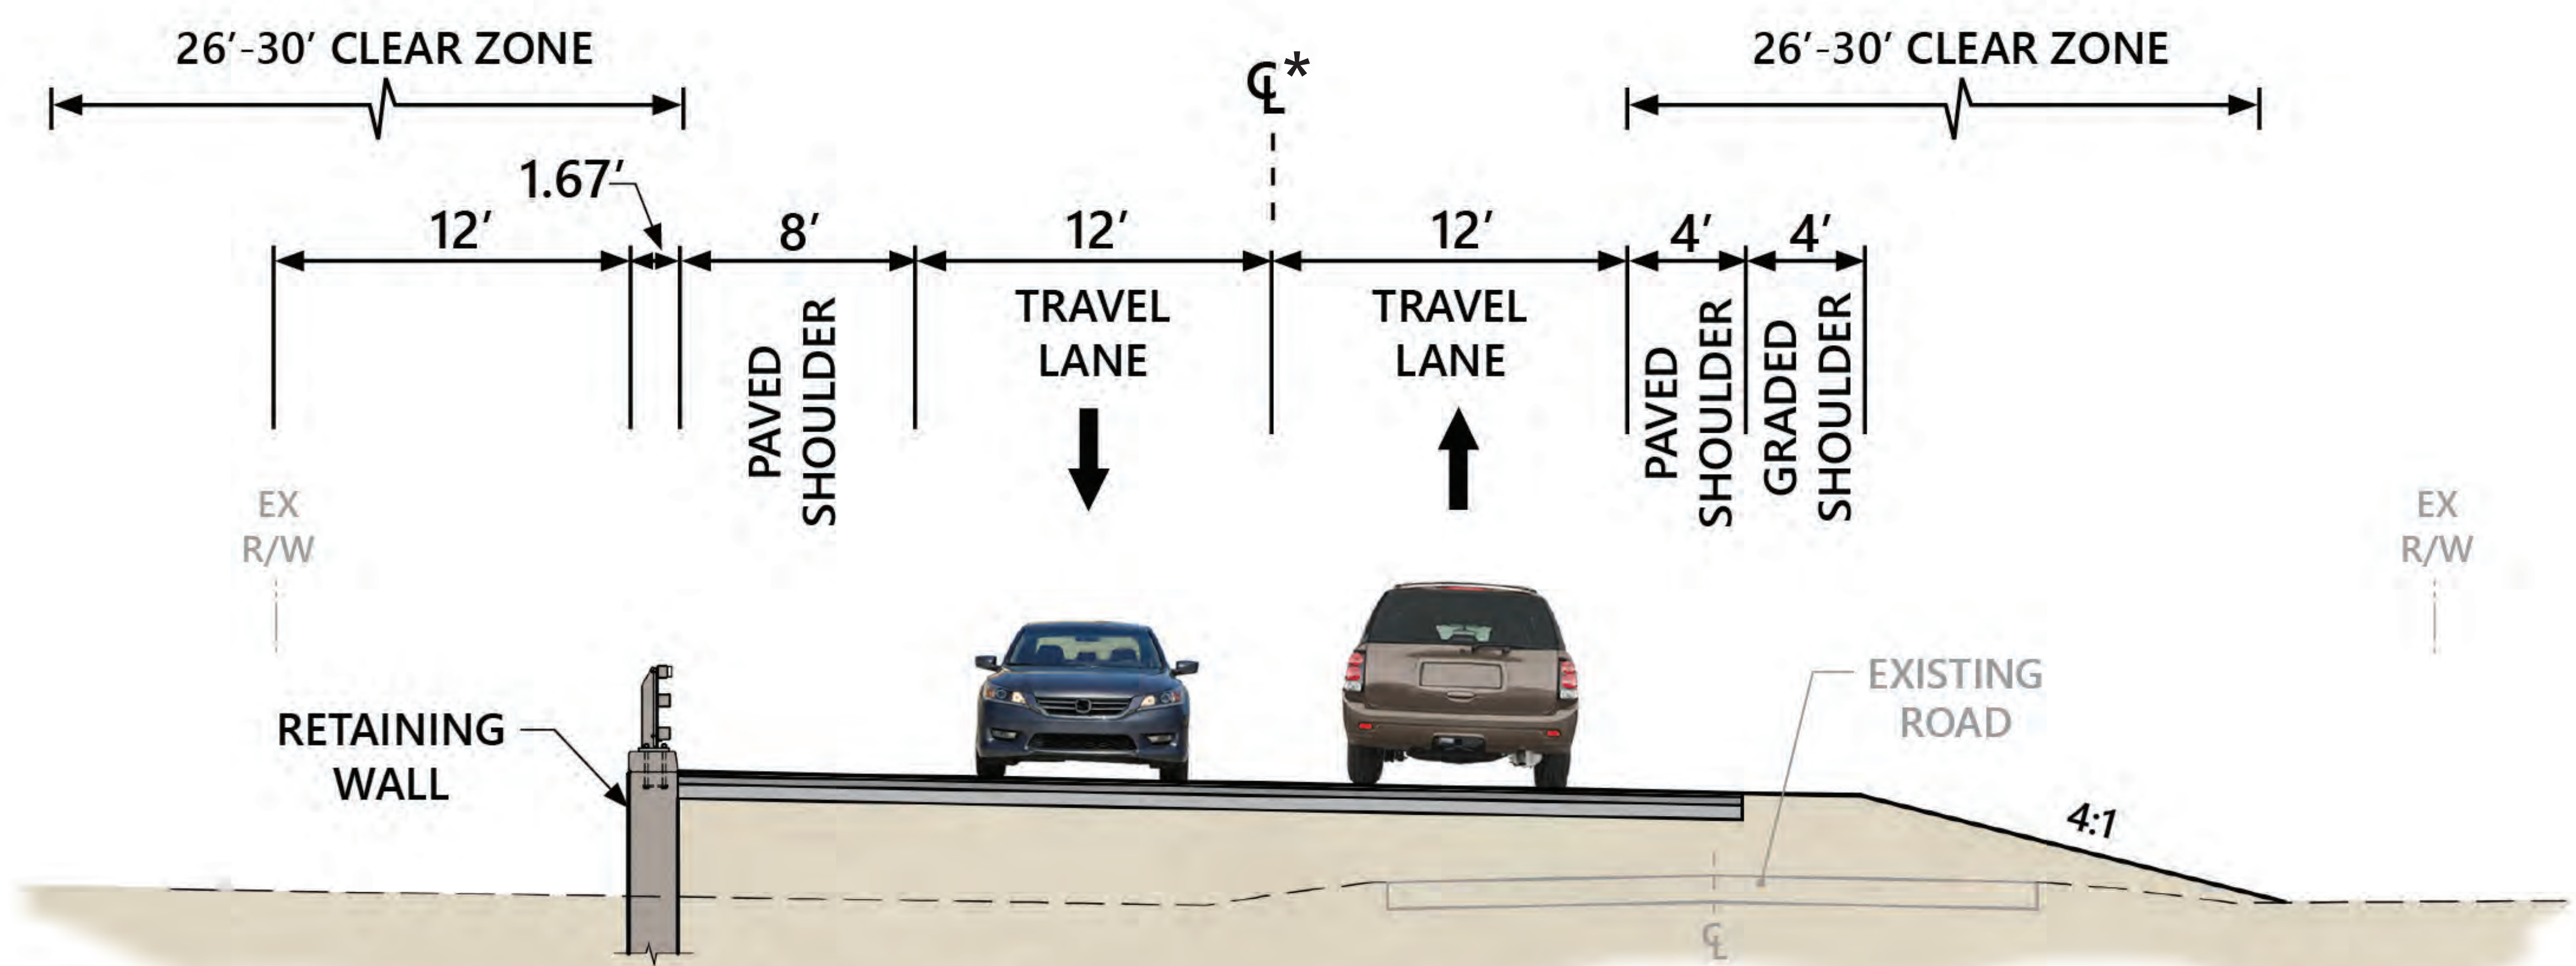 26'-30' CLEAR ZONE
℄*
26'-30' CLEAR ZONE
1.67'
12'
8'
12'
12'
4'
4'
PAVED
SHOULDER
TRAVEL
LANE
TRAVEL
LANE
PAVED
SHOULDER
GRADED
SHOULDER
EX
R/W
EX
R/W
RETAINING
WALL
EXISTING
ROAD
4:1
℄